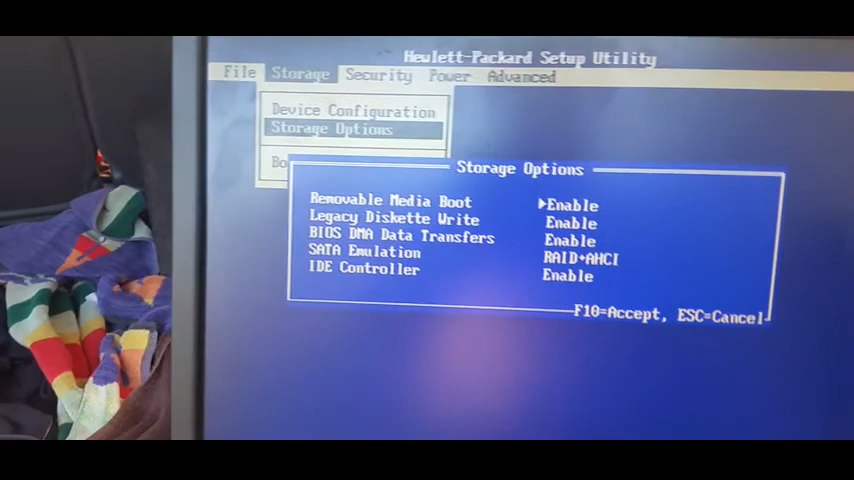 Hewlett-Packard Setup Utility
File Storage Security Power Advanced
Device Configuration
Storage Options
Bo
Storage Options
Removable Media Boot ▶Enable
Legacy Diskette Write Enable
BIOS DMA Data Transfers Enable
SATA Emulation RAID+AHCI
IDE Controller Enable
F10=Accept, ESC=Cancel